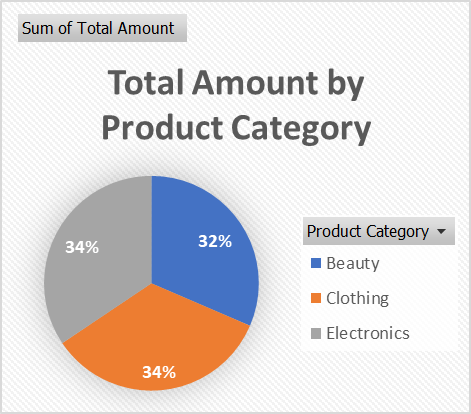 Sum of Total Amount
Total Amount by
Product Category
32%
34%
34%
Product Category
Beauty
Clothing
Electronics